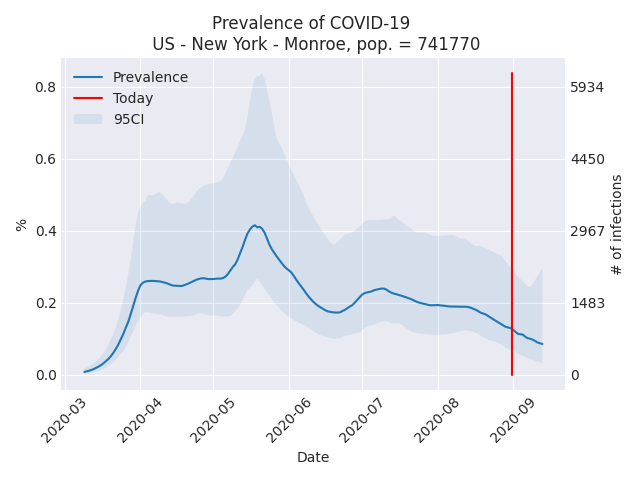 Prevalence of COVID-19
US - New York - Monroe, pop. = 741770
Prevalence
Today
95CI
0.8
0.6
0.4
0.2
0.0
%
5934
4450
2967
1483
0
# of infections
2020-03
2020-04
2020-05
2020-06
2020-07
2020-08
2020-09
Date